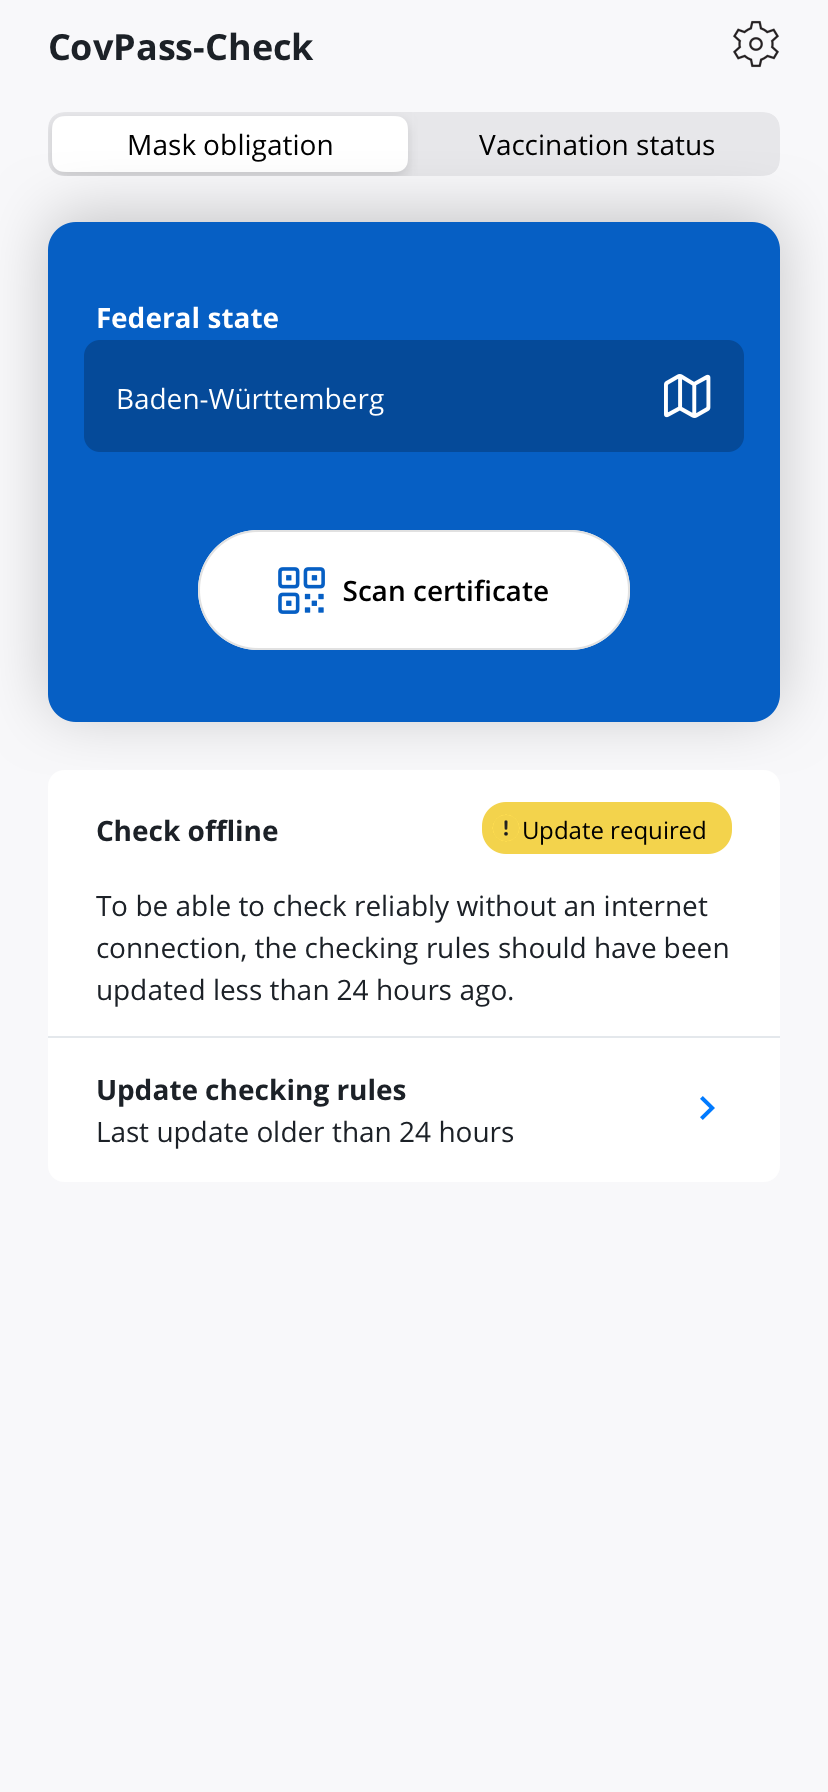 CovPass-Check
Mask obligation
Vaccination status
Federal state
Baden-Württemberg
Scan certificate
Check offline
! Update required
To be able to check reliably without an internet
connection, the checking rules should have been
updated less than 24 hours ago.
Update checking rules
Last update older than 24 hours